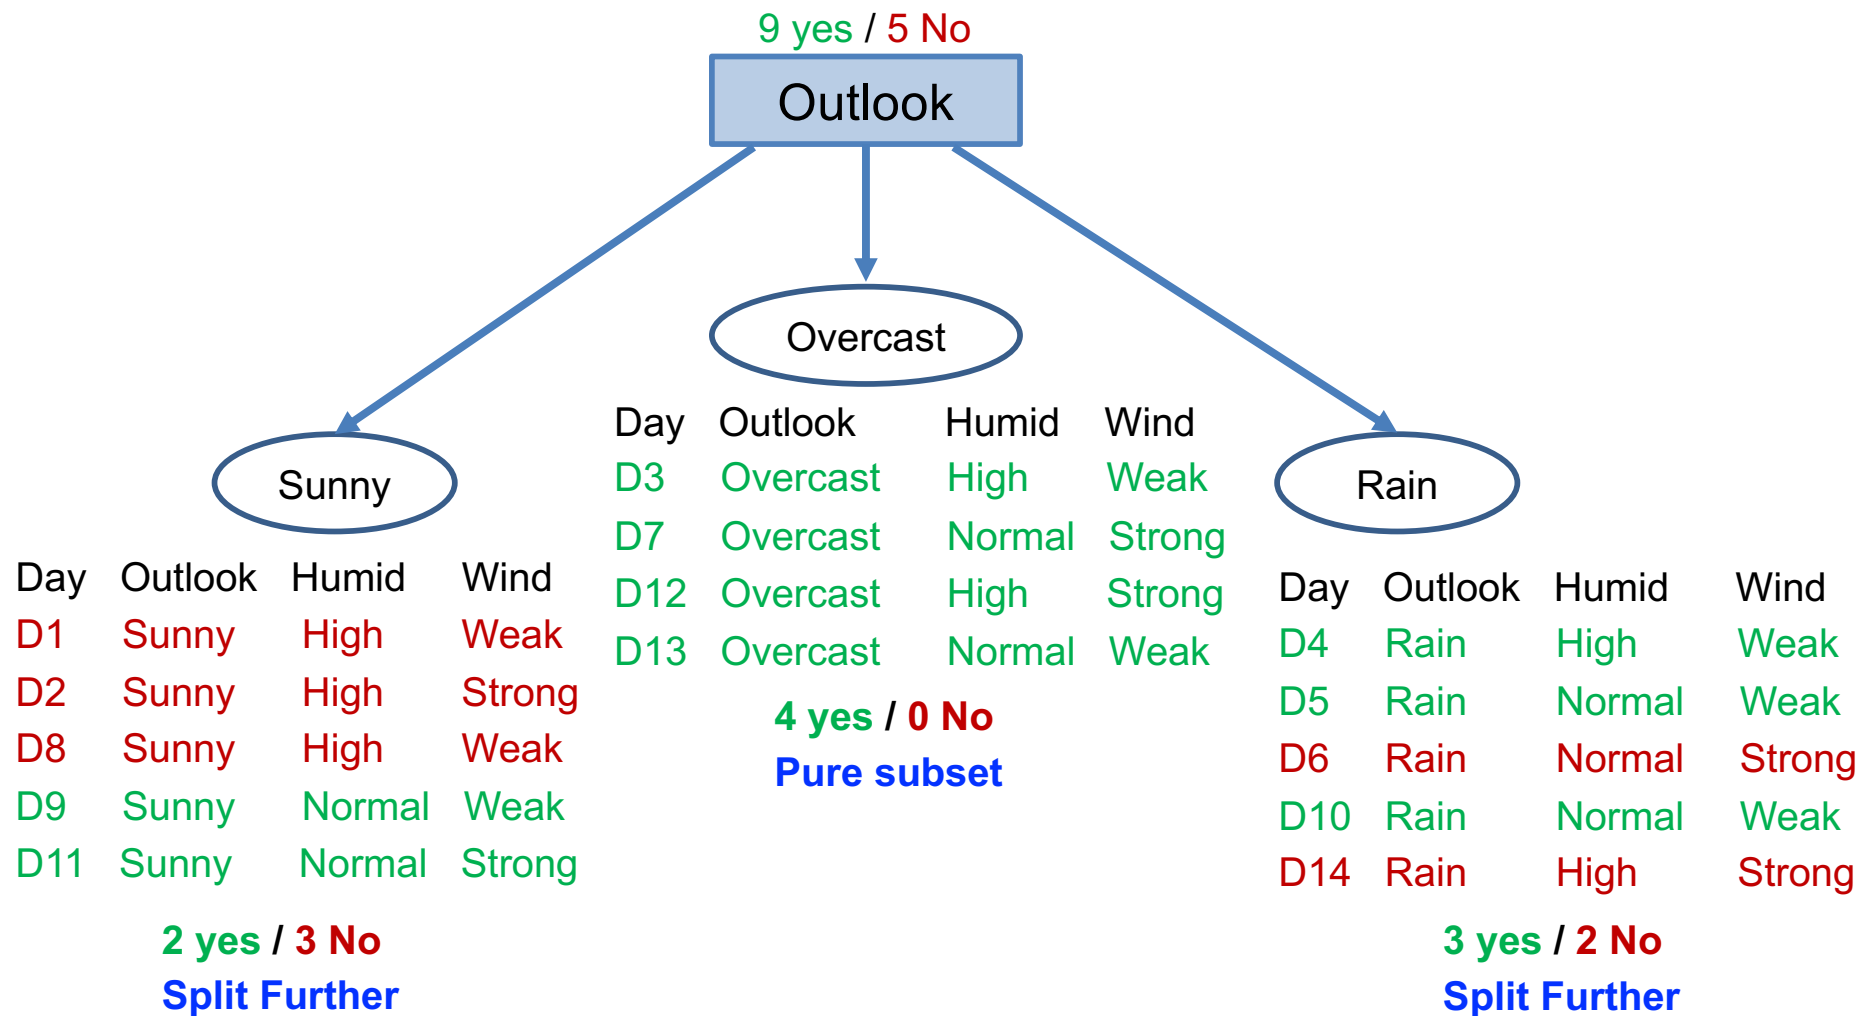 9 yes / 5 No
Outlook
Overcast
Sunny
Rain
Day Outlook Humid Wind
D3 Overcast High Weak
D7 Overcast Normal Strong
D12 Overcast High Strong
D13 Overcast Normal Weak
4 yes / 0 No
Pure subset
Day Outlook Humid Wind
D1 Sunny High Weak
D2 Sunny High Strong
D8 Sunny High Weak
D9 Sunny Normal Weak
D11 Sunny Normal Strong
2 yes / 3 No
Split Further
Day Outlook Humid Wind
D4 Rain High Weak
D5 Rain Normal Weak
D6 Rain Normal Strong
D10 Rain Normal Weak
D14 Rain High Strong
3 yes / 2 No
Split Further